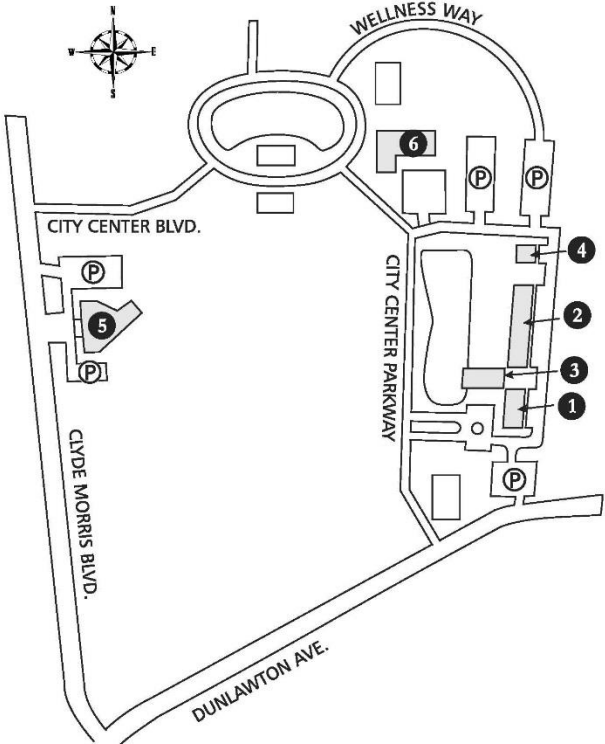 N
W E
S
WELLNESS WAY
6
P P
CITY CENTER BLVD.
4
P
CITY CENTER PARKWAY
2
5
3
P
1
CLYDE MORRIS BLVD.
P
DUNLAWTON AVE.